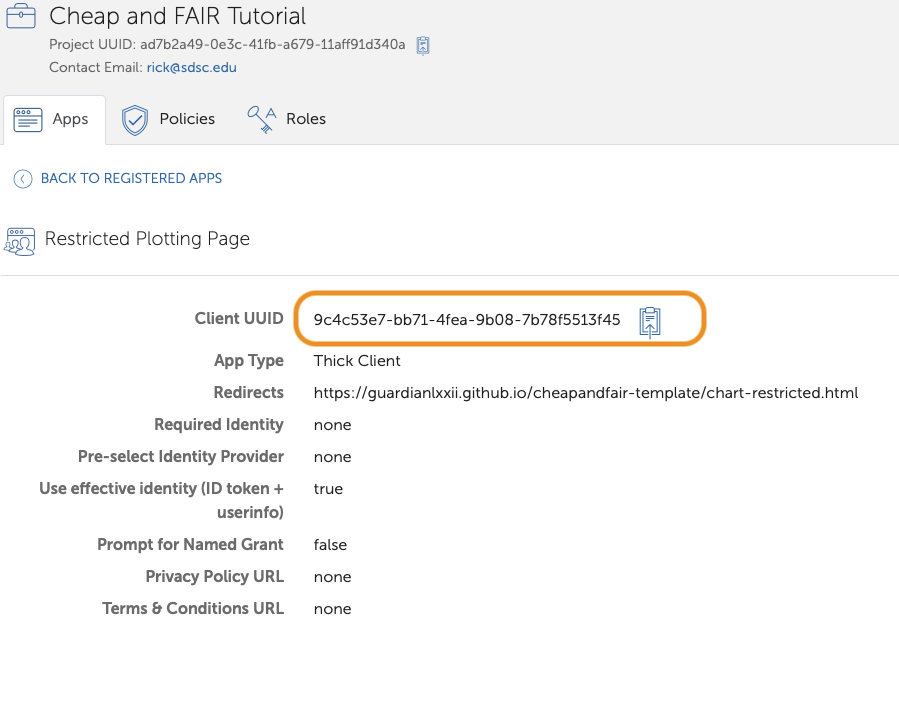 Cheap and FAIR Tutorial
Project UUID: ad7b2a49-0e3c-41fb-a679-11aff91d340a
Contact Email: rick@sdsc.edu
Apps Policies Roles
BACK TO REGISTERED APPS
Restricted Plotting Page
Client UUID 9c4c53e7-bb71-4fea-9b08-7b78f5513f45
App Type Thick Client
Redirects https://guardianlxxii.github.io/cheapandfair-template/chart-restricted.html
Required Identity none
Pre-select Identity Provider none
Use effective identity (ID token + true
userinfo)
Prompt for Named Grant false
Privacy Policy URL none
Terms & Conditions URL none